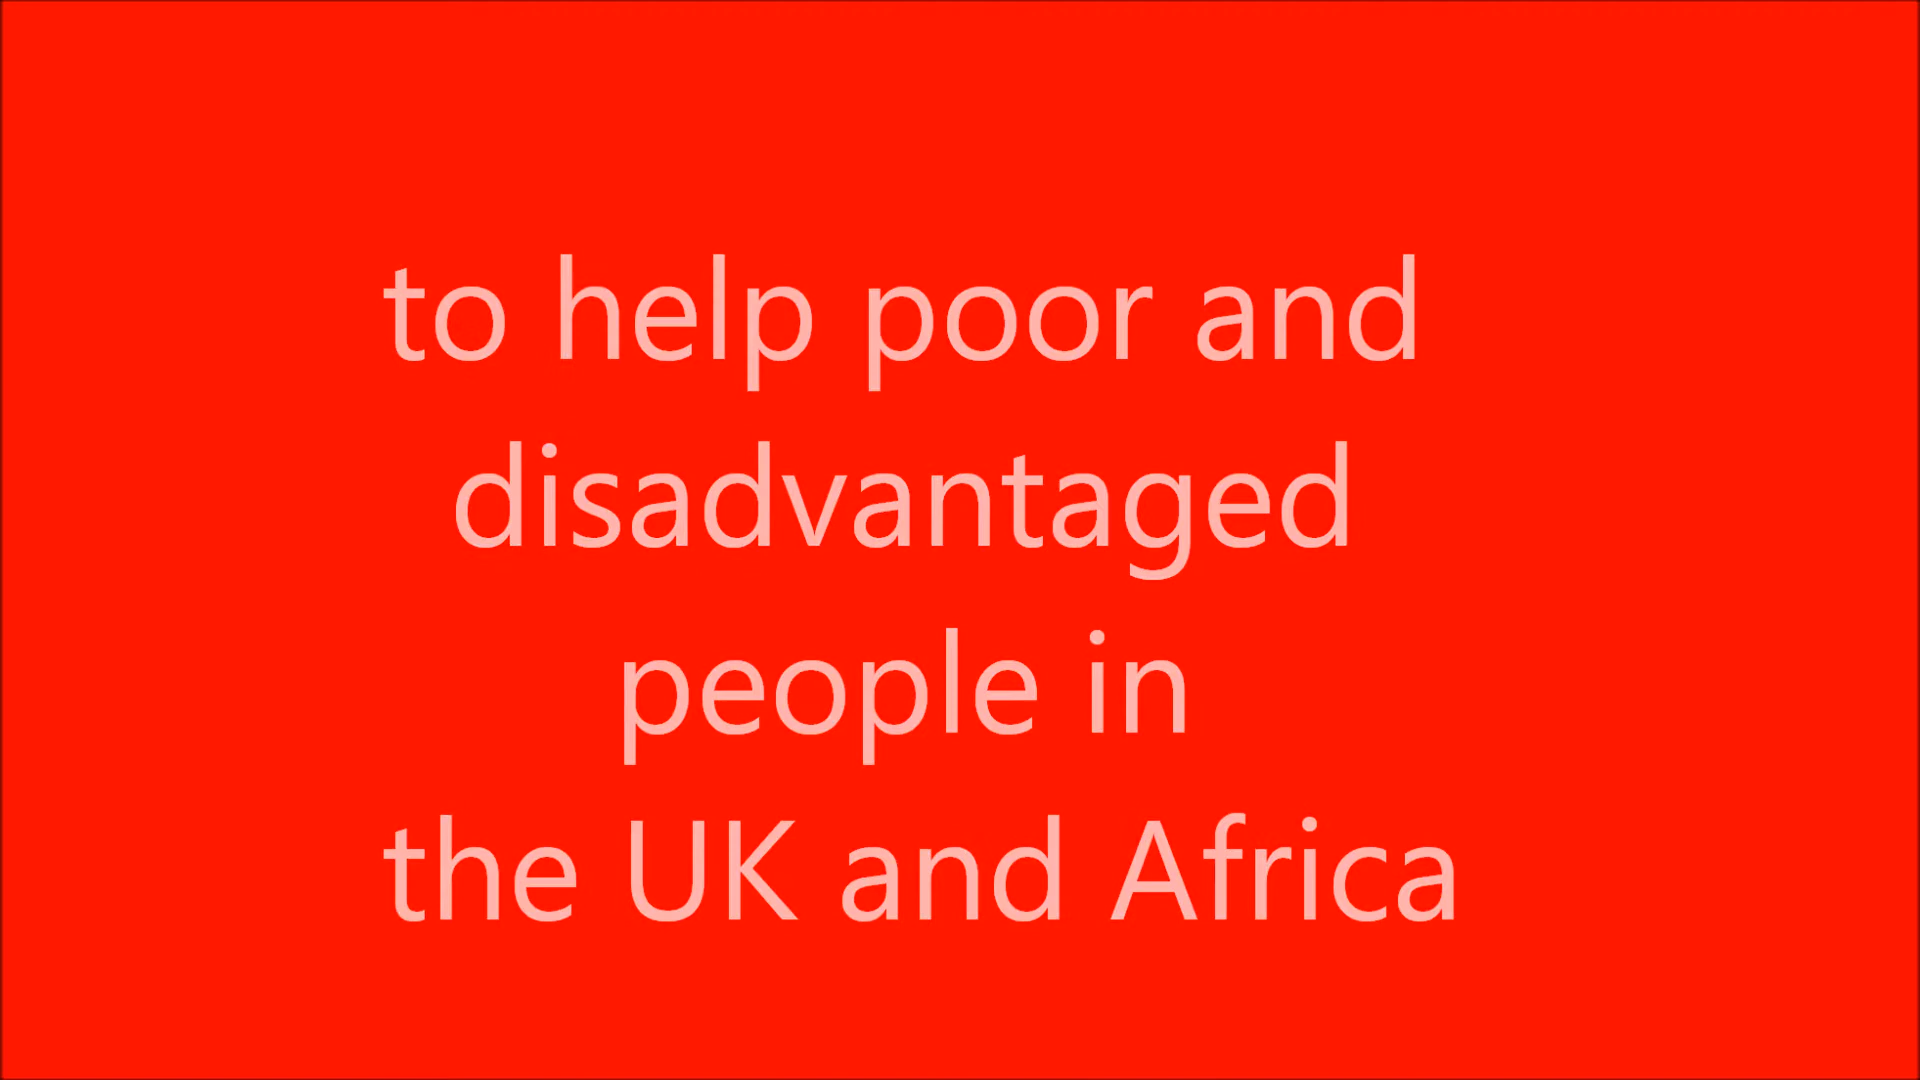 to help poor and
disadvantaged
people in
the UK and Africa